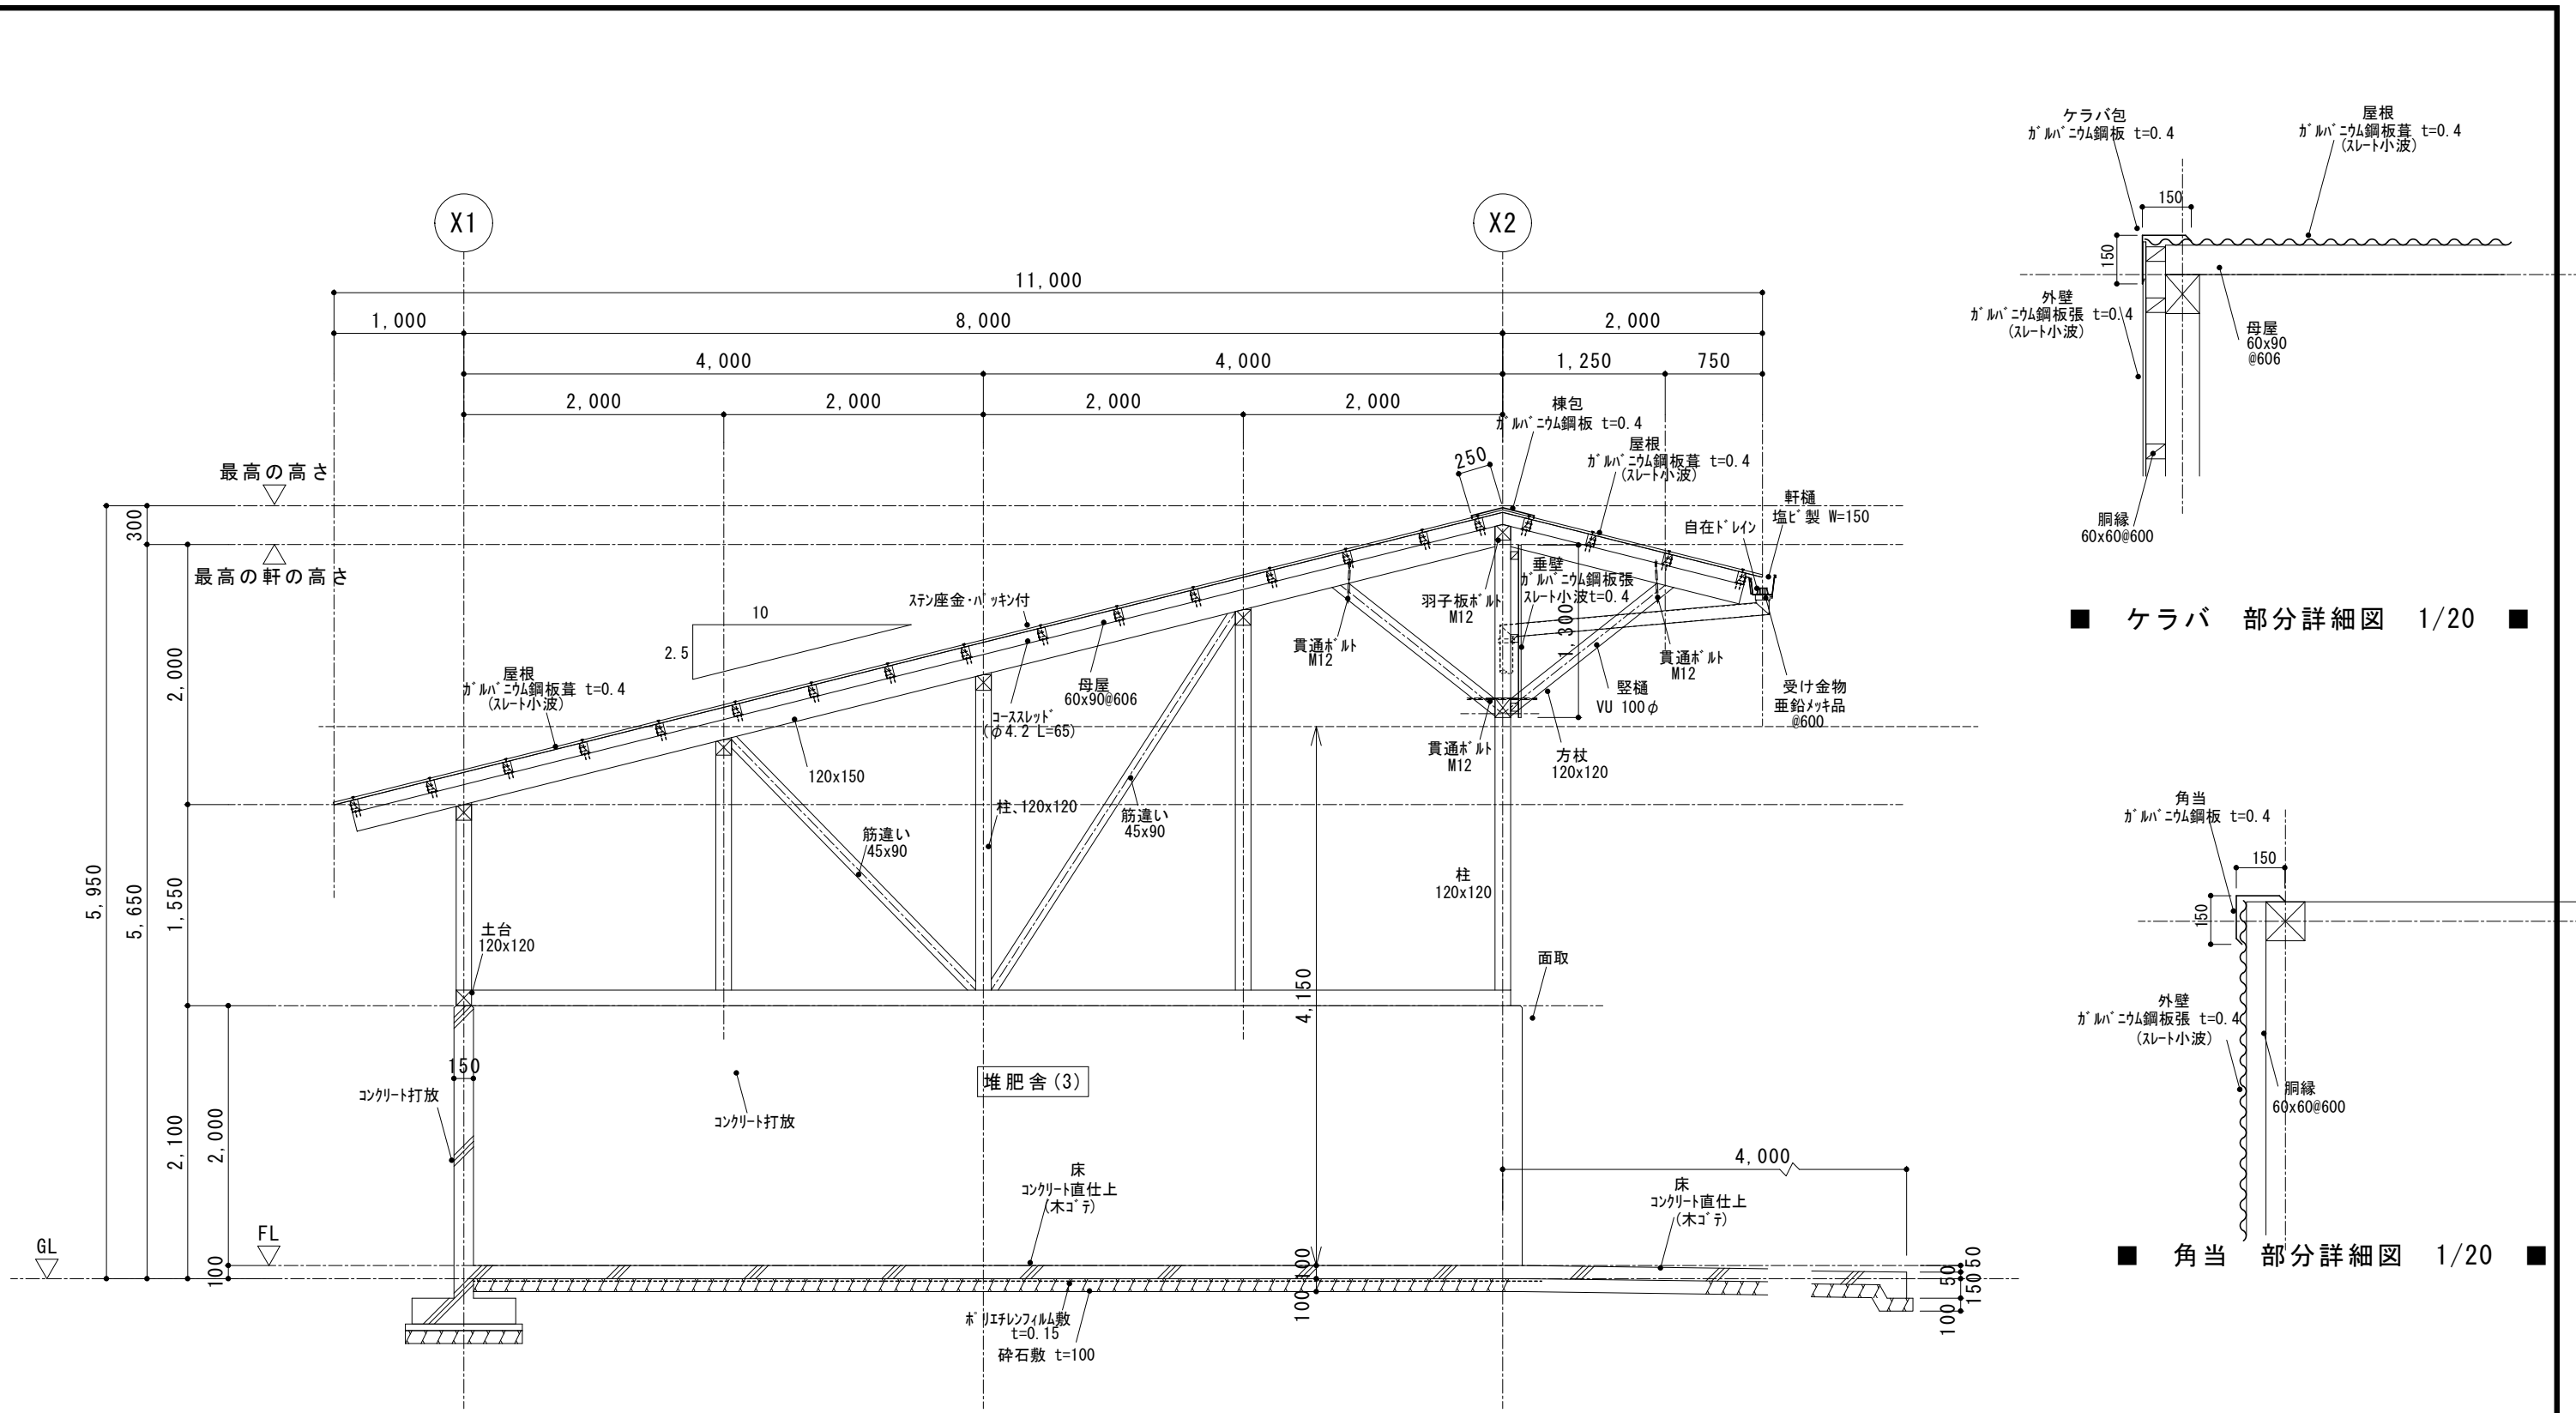 X1
X2
11,000
1,000
8,000
2,000
4,000
4,000
1,250
750
2,000
2,000
2,000
2,000
最高の高さ
最高の軒の高さ
300
2,000
1,550
5,950
5,650
2,100
2,000
100
GL
FL
棟包
ｶﾞﾙﾊﾞﾆｳﾑ鋼板 t=0.4
250
屋根
ｶﾞﾙﾊﾞﾆｳﾑ鋼板葺 t=0.4
(ｽﾚｰﾄ小波)
軒樋
塩ﾋﾞ製 W=150
自在ﾄﾞﾚｲﾝ
垂壁
ｶﾞﾙﾊﾞﾆｳﾑ鋼板張
ｽﾚｰﾄ小波t=0.4
1,300
羽子板ﾎﾞﾙﾄ
M12
貫通ﾎﾞﾙﾄ
M12
貫通ﾎﾞﾙﾄ
M12
貫通ﾎﾞﾙﾄ
M12
竪樋
VU 100φ
受け金物
亜鉛ﾒｯｷ品
@600
方杖
120x120
ｽﾃﾝ座金･ﾊﾟｯｷﾝ付
10
2.5
屋根
ｶﾞﾙﾊﾞﾆｳﾑ鋼板葺 t=0.4
(ｽﾚｰﾄ小波)
母屋
60x90@606
ｺｰｽｽﾚｯﾄﾞ
(φ4.2 L=65)
120x150
柱、120x120
筋違い
45x90
筋違い
45x90
柱
120x120
土台
120x120
面取
4,150
150
ｺﾝｸﾘｰﾄ打放
ｺﾝｸﾘｰﾄ打放
堆肥舎(3)
床
ｺﾝｸﾘｰﾄ直仕上
(木ｺﾞﾃ)
4,000
床
ｺﾝｸﾘｰﾄ直仕上
(木ｺﾞﾃ)
100
100
50
50
150
100
ﾎﾟﾘｴﾁﾚﾝﾌｨﾙﾑ敷
t=0.15
砕石敷 t=100
ケラバ包
ｶﾞﾙﾊﾞﾆｳﾑ鋼板 t=0.4
屋根
ｶﾞﾙﾊﾞﾆｳﾑ鋼板葺 t=0.4
(ｽﾚｰﾄ小波)
150
150
外壁
ｶﾞﾙﾊﾞﾆｳﾑ鋼板張 t=0.4
(ｽﾚｰﾄ小波)
母屋
60x90
@606
胴縁
60x60@600
■ ケラバ 部分詳細図 1/20 ■
角当
ｶﾞﾙﾊﾞﾆｳﾑ鋼板 t=0.4
150
150
外壁
ｶﾞﾙﾊﾞﾆｳﾑ鋼板張 t=0.4
(ｽﾚｰﾄ小波)
胴縁
60x60@600
■ 角当 部分詳細図 1/20 ■